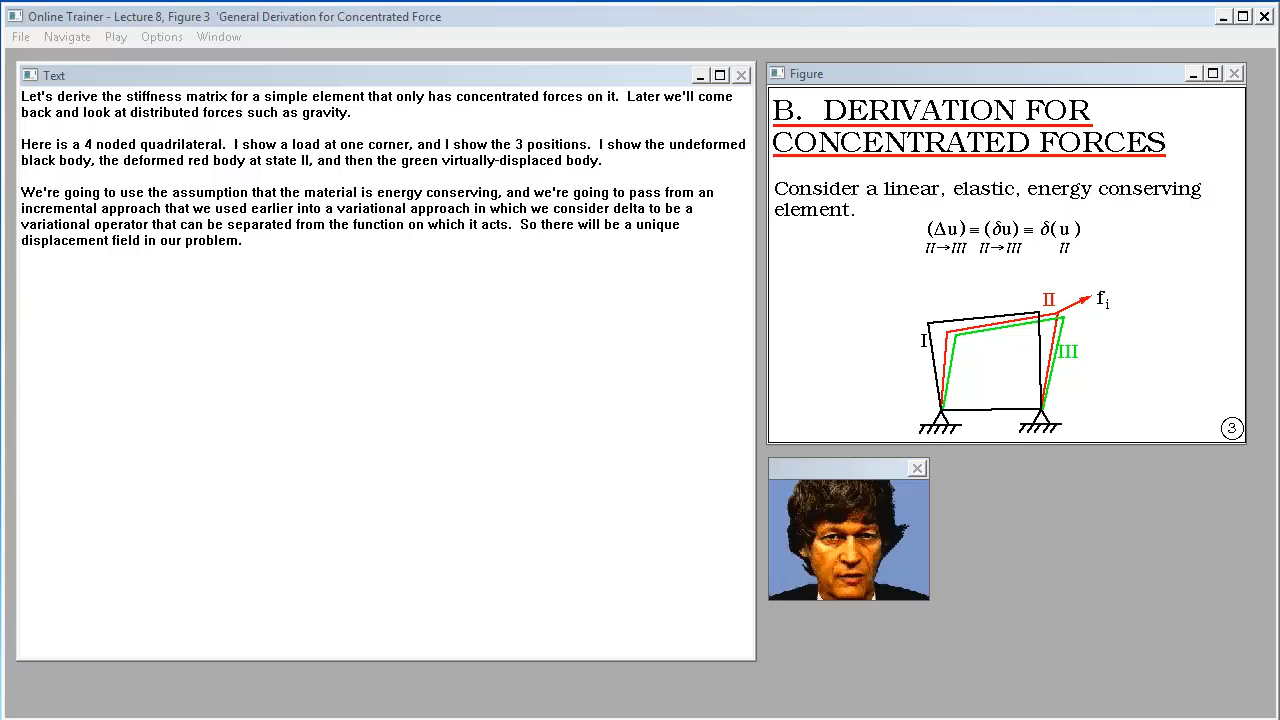 Online Trainer - Lecture 8, Figure 3 'General Derivation for Concentrated Force
File Navigate Play Options Window
Text
Let's derive the stiffness matrix for a simple element that only has concentrated forces on it. Later we'll come
back and look at distributed forces such as gravity.
Here is a 4 noded quadrilateral. I show a load at one corner, and I show the 3 positions. I show the undeformed
black body, the deformed red body at state II, and then the green virtually-displaced body.
We're going to use the assumption that the material is energy conserving, and we're going to pass from an
incremental approach that we used earlier into a variational approach in which we consider delta to be a
variational operator that can be separated from the function on which it acts. So there will be a unique
displacement field in our problem.
Figure
B. DERIVATION FOR
CONCENTRATED FORCES
Consider a linear, elastic, energy conserving
element.
(Δu) ≡ (δu) ≡ δ( u )
II→III II→III II
II
f i
I
III
3